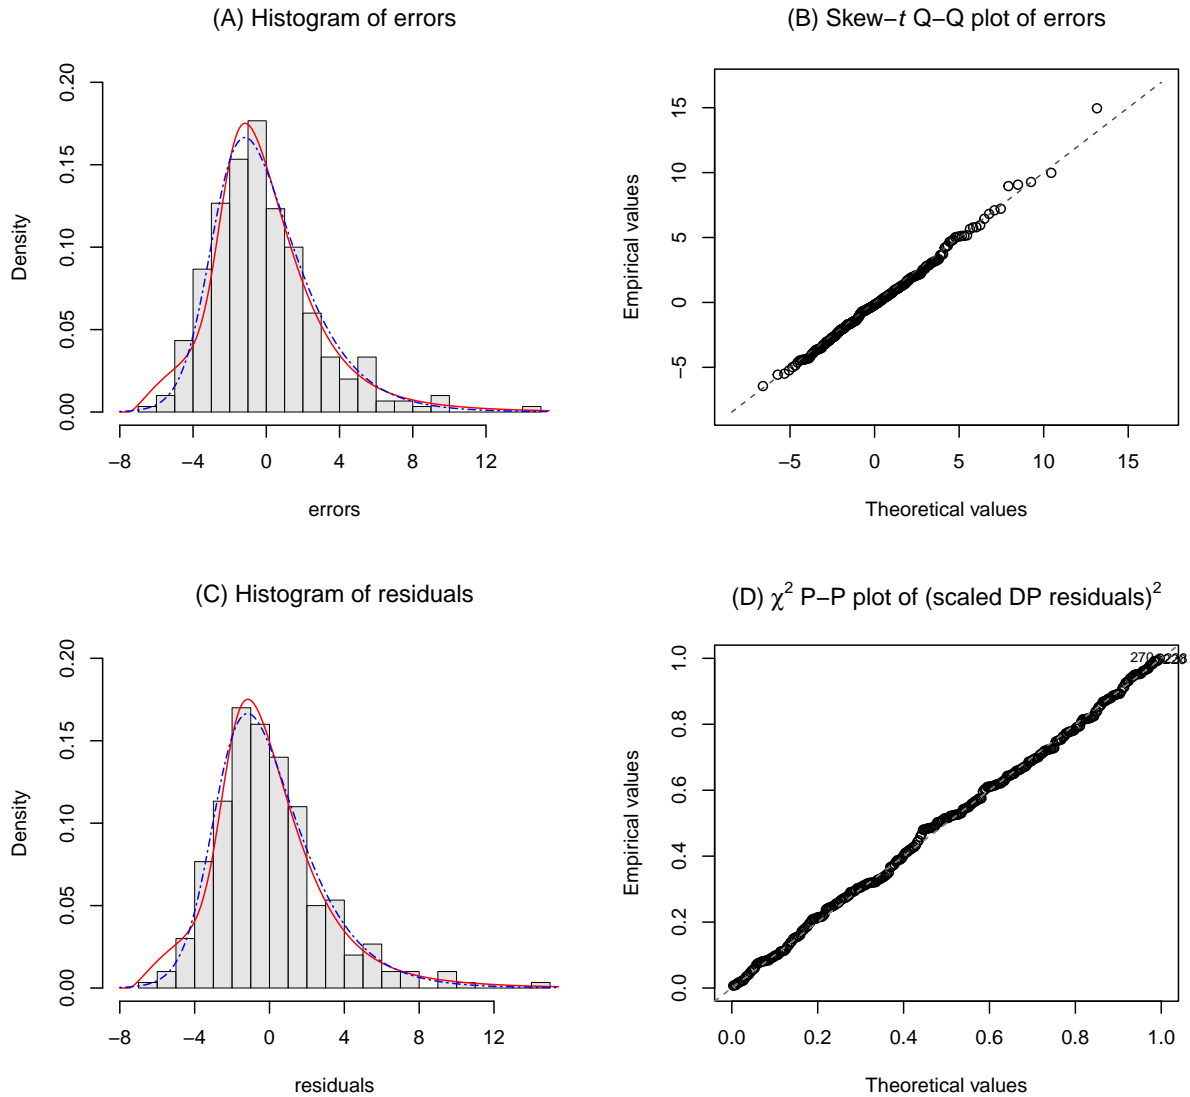 (A) Histogram of errors
0.20
0.15
0.10
0.05
0.00
Density
−8 −4 0 4 8 12
errors
(B) Skew−t Q−Q plot of errors
15
10
5
0
−5
Empirical values
−5 0 5 10 15
Theoretical values
(C) Histogram of residuals
0.20
0.15
0.10
0.05
0.00
Density
−8 −4 0 4 8 12
residuals
(D) χ² P−P plot of (scaled DP residuals)²
270
1.0
0.8
0.6
0.4
0.2
0.0
Empirical values
0.0 0.2 0.4 0.6 0.8 1.0
Theoretical values